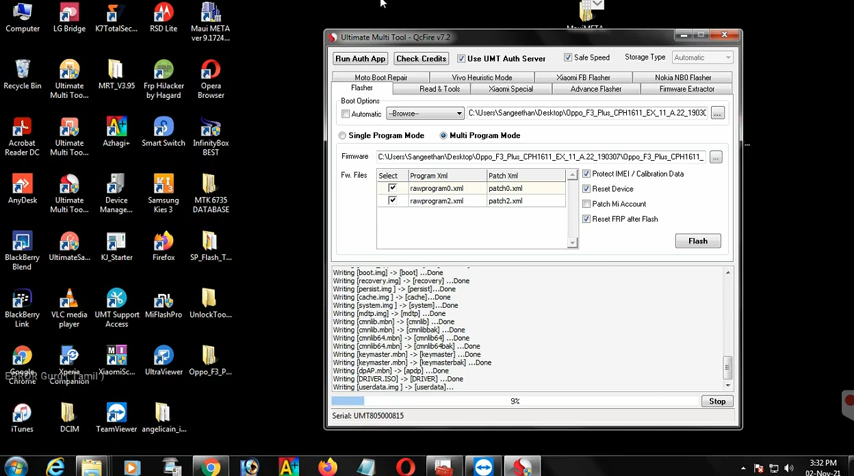 Computer
LG Bridge
K7TotalSec...
RSD Lite
Maui META
ver 9.1724...
Recycle Bin
Ultimate
Multi Tool ...
MRT_V3.95
Frp HiJacker
by Hagard
Opera
Browser
Acrobat
Reader DC
Ultimate
Multi Tool ...
Azhagi+
Smart Switch
InfinityBox
BEST
AnyDesk
Ultimate
Multi Tool ...
Device
Manage...
Samsung
Kies 3
MTK 6735
DATABASE
BlackBerry
Blend
UltimateSa...
KJ_Starter
Firefox
SP_Flash_T...
BlackBerry
Link
VLC media
player
UMT Support
Access
MiFlashPro
UnlockToo...
Google
Chrome
Xperia
Companion
XiaomiSc...
UltraViewer
Oppo_F3_P...
ERROR Guru ( Tamil )
iTunes
DCIM
TeamViewer
angelicain_i...
MauiMETA
Ultimate Multi Tool - QcFire v7.2
Run Auth App
Check Credits
Use UMT Auth Server
Safe Speed
Storage Type
Automatic
Moto Boot Repair
Vivo Heuristic Mode
Xiaomi FB Flasher
Nokia NB0 Flasher
Flasher
Read & Tools
Xiaomi Special
Advance Flasher
Firmware Extractor
Boot Options
Automatic
--Browse--
C:\Users\Sangeethan\Desktop\Oppo_F3_Plus_CPH1611_EX_11_A.22_1903(
...
Single Program Mode
Multi Program Mode
Firmware
C:\Users\Sangeethan\Desktop\Oppo_F3_Plus_CPH1611_EX_11_A.22_190307\Oppo_F3_Plus_CPH1611_
...
Fw. Files
Select
Program Xml
Patch Xml
rawprogram0.xml
patch0.xml
rawprogram2.xml
patch2.xml
Protect IMEI / Calibration Data
Reset Device
Patch Mi Account
Reset FRP after Flash
Flash
Writing [boot.img] -> [boot] ...Done
Writing [recovery.img] -> [recovery] ...Done
Writing [persist.img] -> [persist] ...Done
Writing [cache.img] -> [cache] ...Done
Writing [system.img] -> [system] ...Done
Writing [mdtp.img] -> [mdtp] ...Done
Writing [cmnlib.mbn] -> [cmnlib] ...Done
Writing [cmnlib.mbn] -> [cmnlibbak] ...Done
Writing [cmnlib64.mbn] -> [cmnlib64] ...Done
Writing [cmnlib64.mbn] -> [cmnlib64bak] ...Done
Writing [keymaster.mbn] -> [keymaster] ...Done
Writing [keymaster.mbn] -> [keymasterbak] ...Done
Writing [dpAP.mbn] -> [apdp] ...Done
Writing [DRIVER.ISO] -> [DRIVER] ...Done
Writing [userdata.img] -> [userdata]...
9%
Stop
Serial: UMT805000815
3:32 PM
02-Nov-21